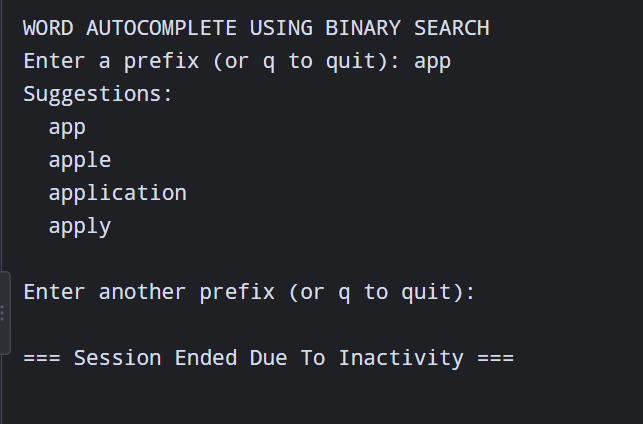 WORD AUTOCOMPLETE USING BINARY SEARCH
Enter a prefix (or q to quit): app
Suggestions:
  app
  apple
  application
  apply

Enter another prefix (or q to quit):

=== Session Ended Due To Inactivity ===